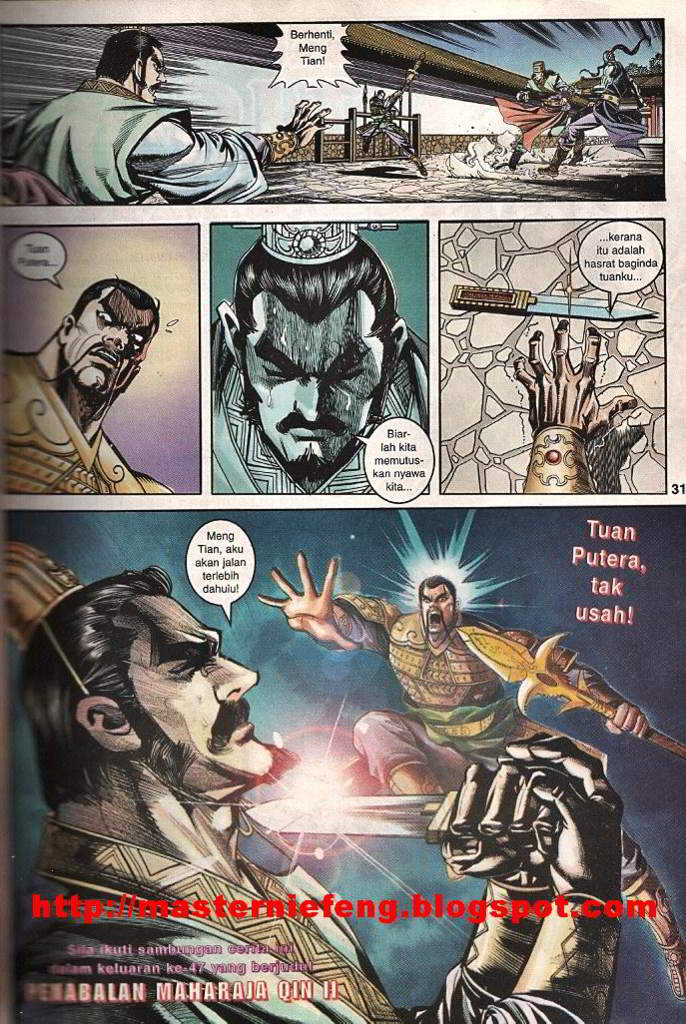 Berhenti,
Meng
Tian!
Tuan
Putera...
Biar-
lah kita
memutus-
kan nyawa
kita...
...kerana
itu adalah
hasrat baginda
tuanku...
31
Meng
Tian, aku
akan jalan
terlebih
dahulu!
Tuan
Putera,
tak
usah!
http://masterniefeng.blogspot.com
Sila ikuti sambungan cerita ini
dalam keluaran ke-47 yang berjudul
PENABALAN MAHARAJA QIN II